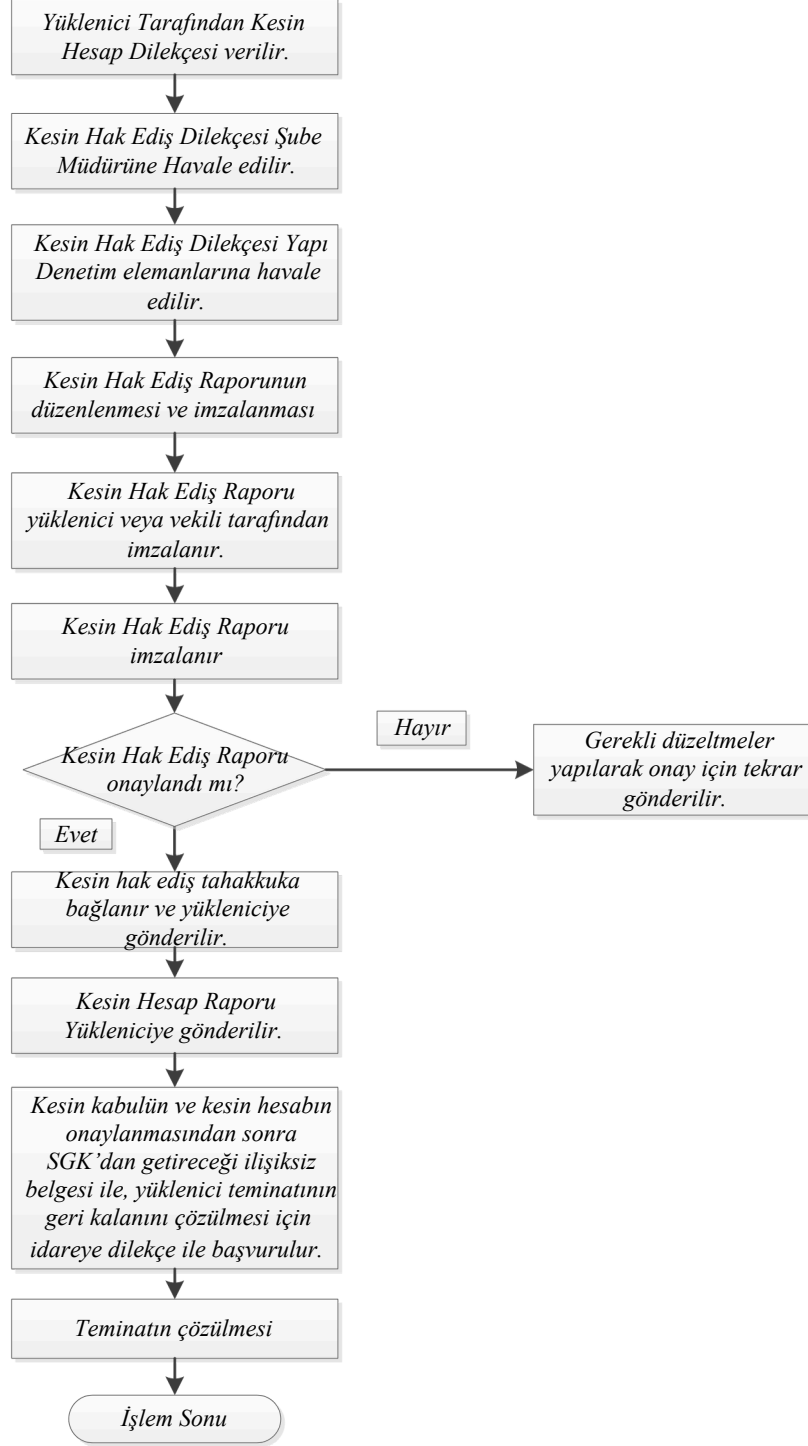 Yüklenici Tarafından Kesin
Hesap Dilekçesi verilir.
Kesin Hak Ediş Dilekçesi Şube
Müdürüne Havale edilir.
Kesin Hak Ediş Dilekçesi Yapı
Denetim elemanlarına havale
edilir.
Kesin Hak Ediş Raporunun
düzenlenmesi ve imzalanması
Kesin Hak Ediş Raporu
yüklenici veya vekili tarafından
imzalanır.
Kesin Hak Ediş Raporu
imzalanır
Kesin Hak Ediş Raporu
onaylandı mı?
Hayır
Gerekli düzeltmeler
yapılarak onay için tekrar
gönderilir.
Evet
Kesin hak ediş tahakkuka
bağlanır ve yükleniciye
gönderilir.
Kesin Hesap Raporu
Yükleniciye gönderilir.
Kesin kabulün ve kesin hesabın
onaylanmasından sonra
SGK’dan getireceği ilişiksiz
belgesi ile, yüklenici teminatının
geri kalanını çözülmesi için
idareye dilekçe ile başvurulur.
Teminatın çözülmesi
İşlem Sonu